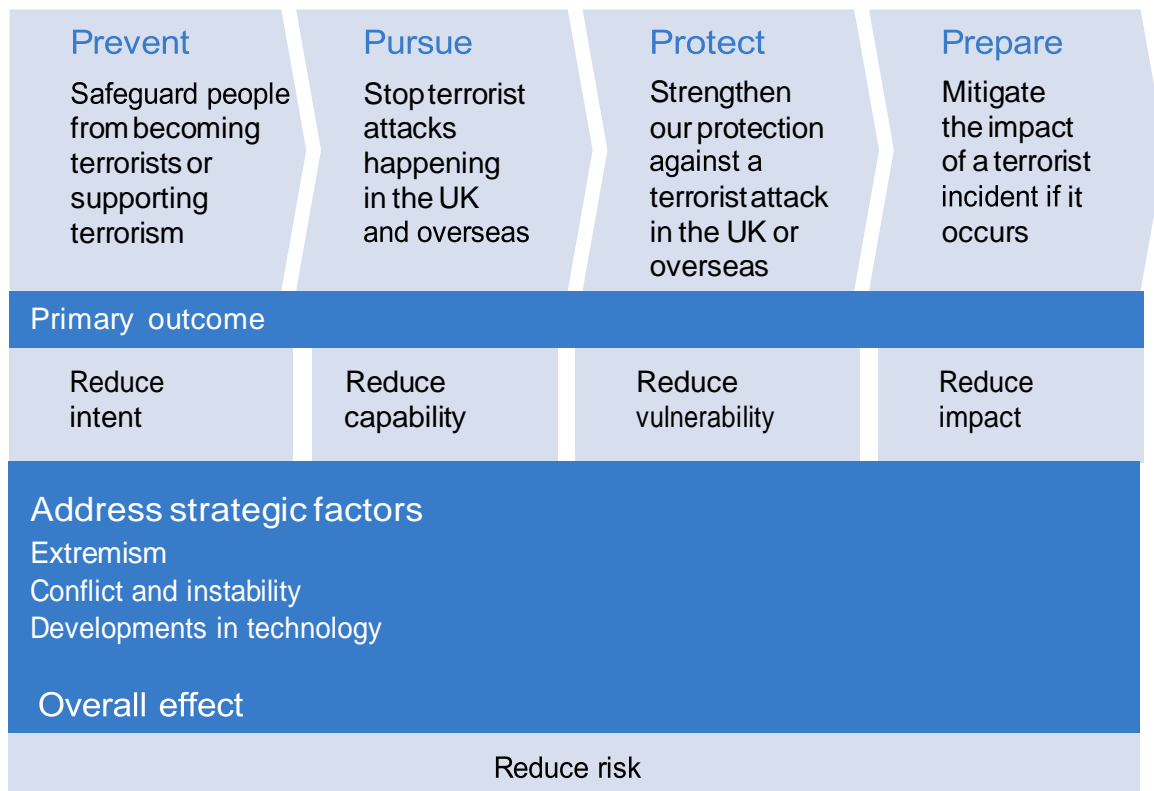 Prevent
Safeguard people
from becoming
terrorists or
supporting
terrorism
Pursue
Stop terrorist
attacks
happening
in the UK
and overseas
Protect
Strengthen
our protection
against a
terrorist attack
in the UK or
overseas
Prepare
Mitigate
the impact
of a terrorist
incident if it
occurs
Primary outcome
Reduce
intent
Reduce
capability
Reduce
vulnerability
Reduce
impact
Address strategic factors
Extremism
Conflict and instability
Developments in technology
Overall effect
Reduce risk